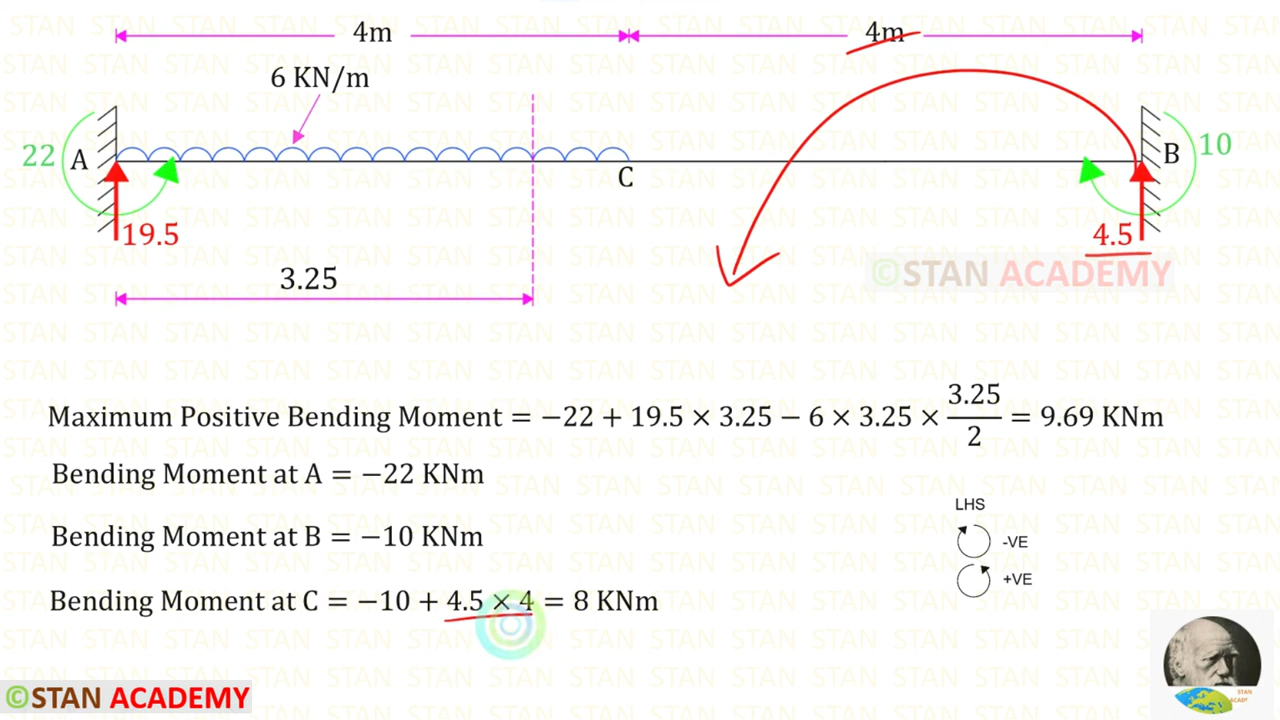 4m 4m
6 KN/m
22 A C B 10
19.5 4.5
©STAN ACADEMY
3.25
Maximum Positive Bending Moment = −22 + 19.5 × 3.25 − 6 × 3.25 × 3.25/2 = 9.69 KNm
Bending Moment at A = −22 KNm
LHS
-VE
Bending Moment at B = −10 KNm
+VE
Bending Moment at C = −10 + 4.5 × 4 = 8 KNm
©STAN ACADEMY
STAN
ACAD